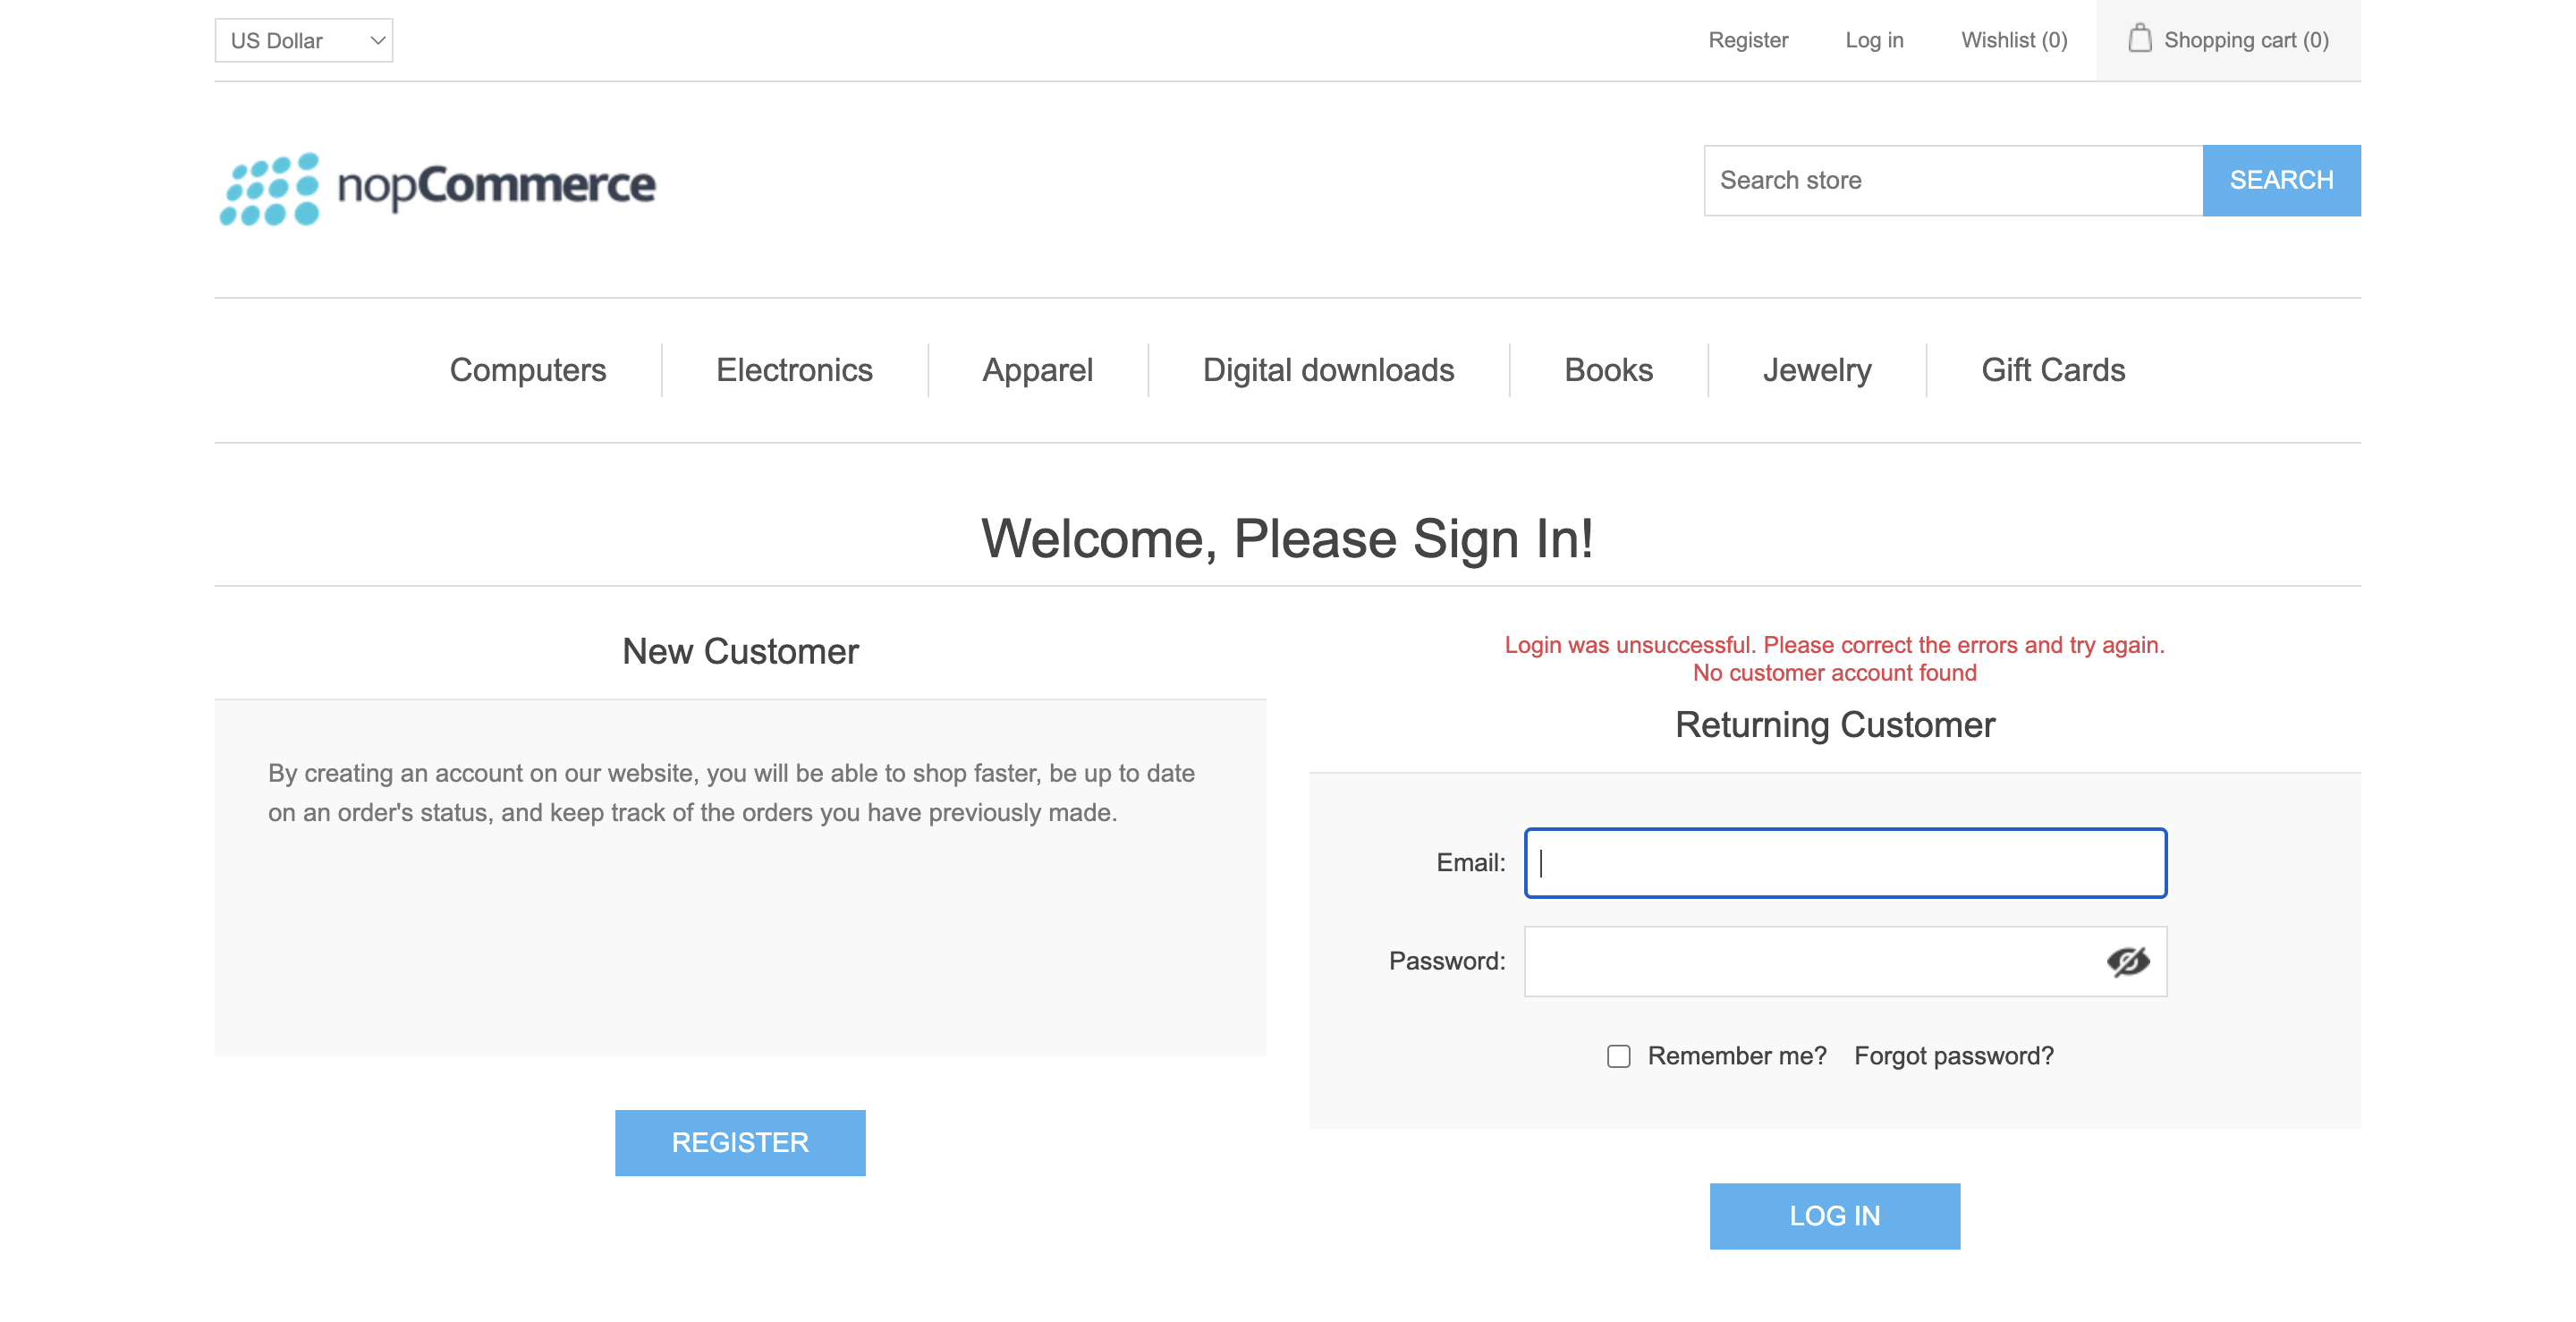 US Dollar
Register
Log in
Wishlist (0)
Shopping cart (0)
nopCommerce
Search store
SEARCH
Computers
Electronics
Apparel
Digital downloads
Books
Jewelry
Gift Cards
Welcome, Please Sign In!
New Customer
By creating an account on our website, you will be able to shop faster, be up to date
on an order's status, and keep track of the orders you have previously made.
REGISTER
Login was unsuccessful. Please correct the errors and try again.
No customer account found
Returning Customer
Email:
Password:
Remember me?
Forgot password?
LOG IN